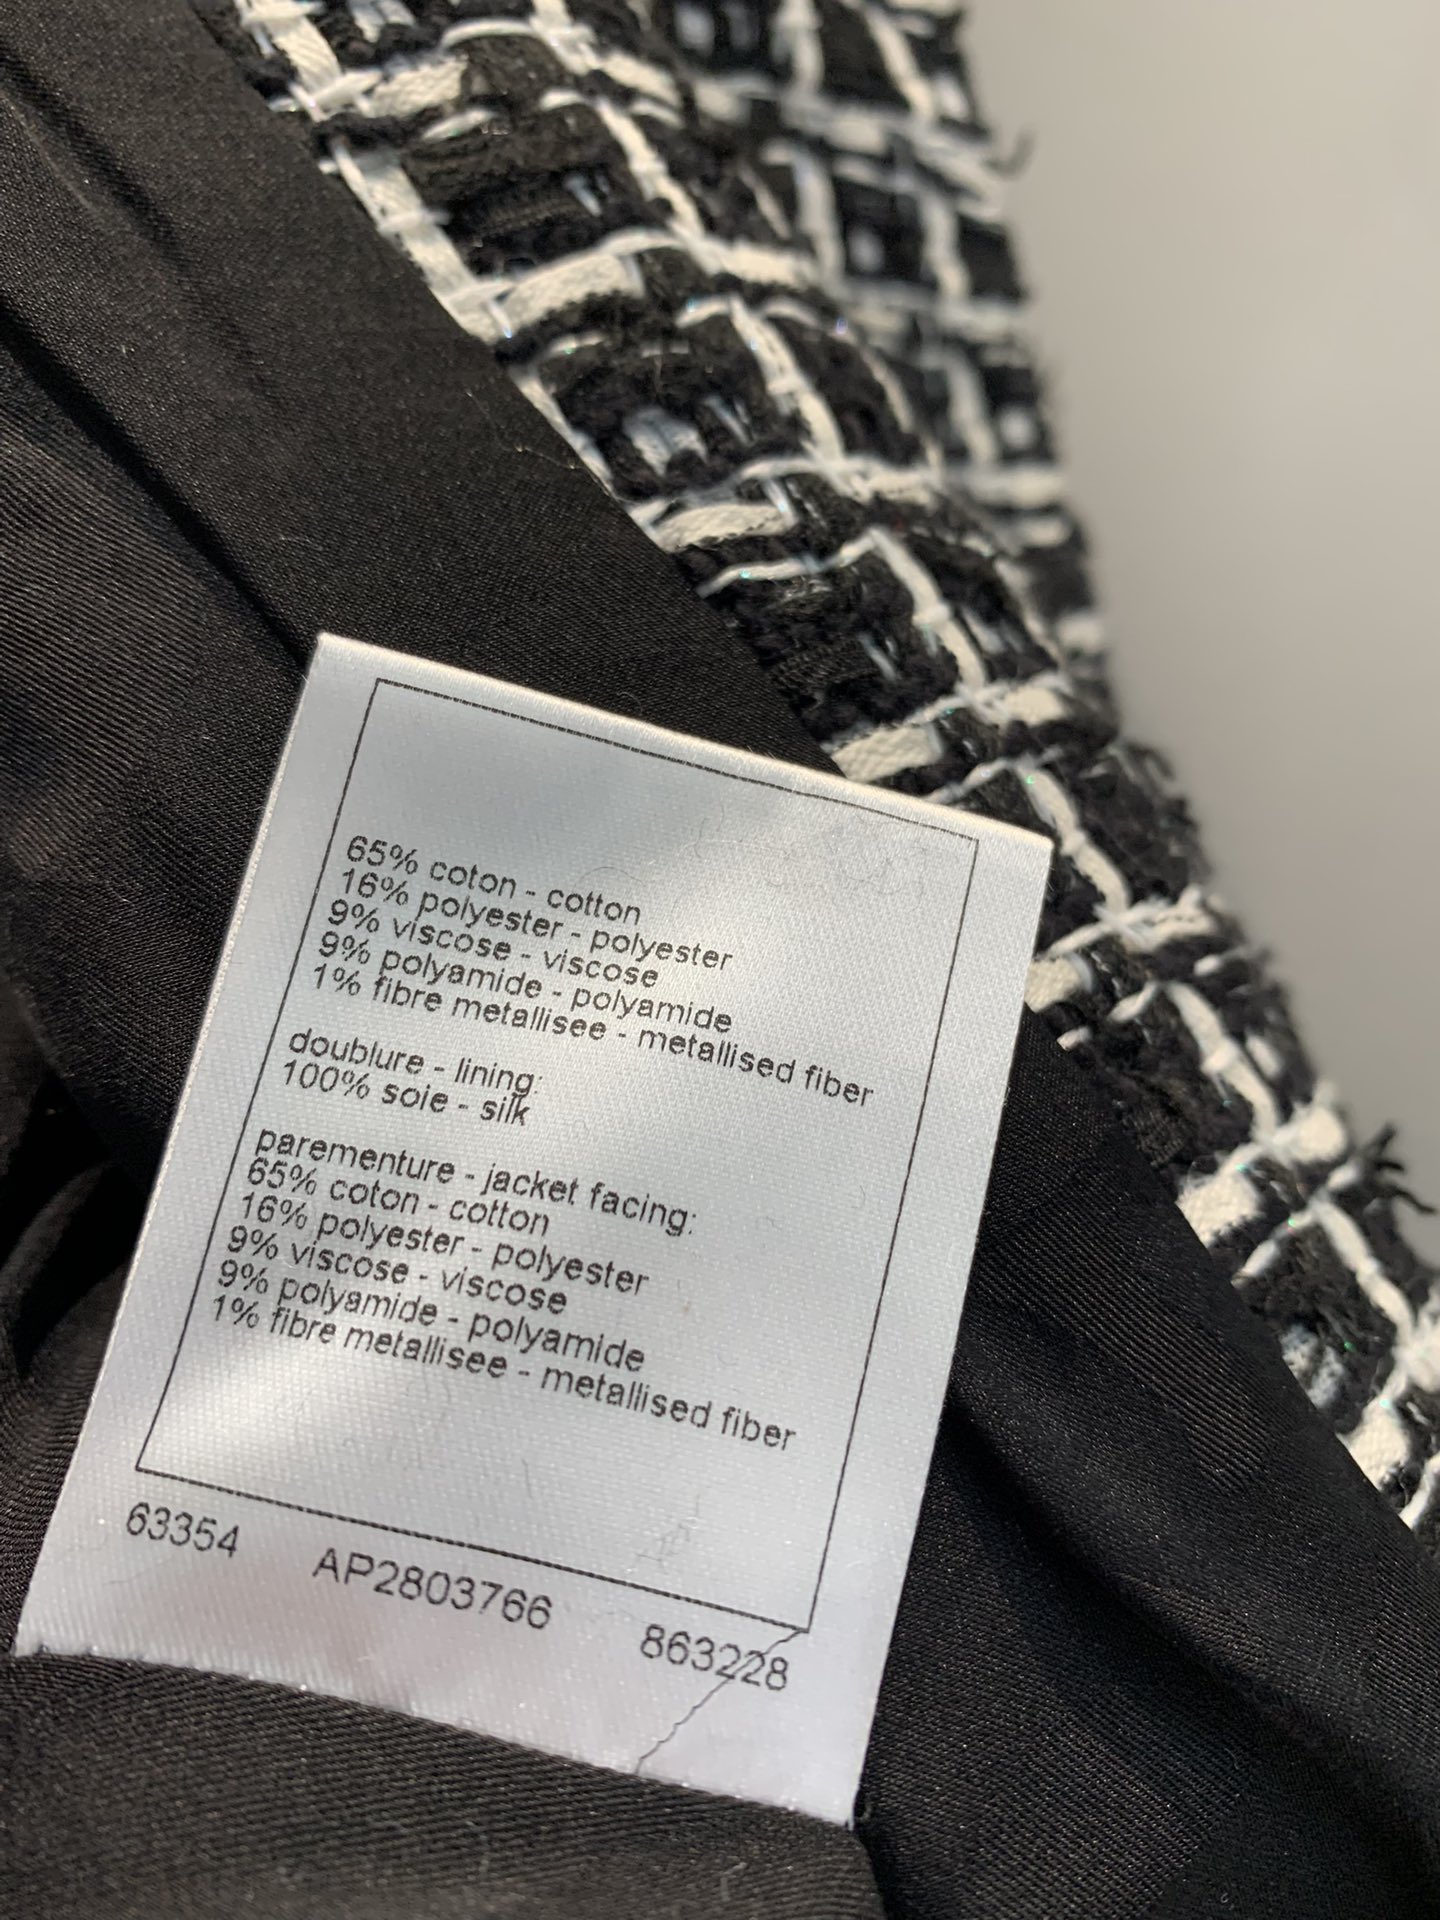 65% coton - cotton
16% polyester - polyester
9% viscose - viscose
9% polyamide - polyamide
1% fibre metallisee - metallised fiber
doublure - lining:
100% soie - silk
parementure - jacket facing:
65% coton - cotton
16% polyester - polyester
9% viscose - viscose
9% polyamide - polyamide
1% fibre metallisee - metallised fiber
63354 AP2803766 863228